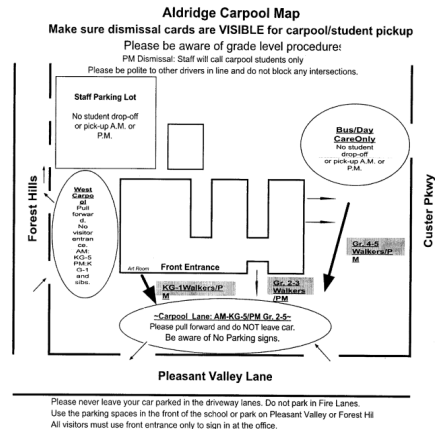 Aldridge Carpool Map
Make sure dismissal cards are VISIBLE for carpool/student pickup
Please be aware of grade level procedures
PM Dismissal: Staff will call carpool students only
Please be polite to other drivers in line and do not block any intersections.
Staff Parking Lot
No student drop-off
or pick-up A.M. or
P.M.
Bus/Day
CareOnly
No student
drop-off
or pick-up A.M. or
P.M.
Forest Hills
West
Carpo
ol
Pull
forwar
d.
No
visitor
entran
ce.
AM:
KG-5
PM,K
G-1
and
sibs.
Custer Pkwy
Gr. 4-5
Walkers/P
M
Art Room
Front Entrance
KG-1Walkers/P
M
Gr. 2-3
Walkers
/PM
~Carpool Lane: AM-KG-5/PM Gr. 2-5~
Please pull forward and do NOT leave car.
Be aware of No Parking signs.
Pleasant Valley Lane
Please never leave your car parked in the driveway lanes. Do not park in Fire Lanes.
Use the parking spaces in the front of the school or park on Pleasant Valley or Forest Hil
All visitors must use front entrance only to sign in at the office.